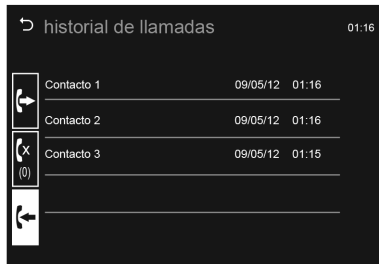 historial de llamadas 01:16
Contacto 1 09/05/12 01:16
Contacto 2 09/05/12 01:16
x
(0)
Contacto 3 09/05/12 01:15